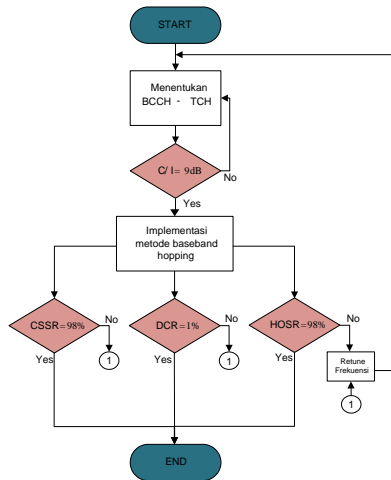 START
Menentukan
BCCH - TCH
C/ I= 9dB
No
Yes
Implementasi
metode baseband
hopping
CSSR=98%
No
Yes
1
DCR=1%
No
Yes
1
HOSR=98%
No
Yes
Retune
Frekuensi
1
END